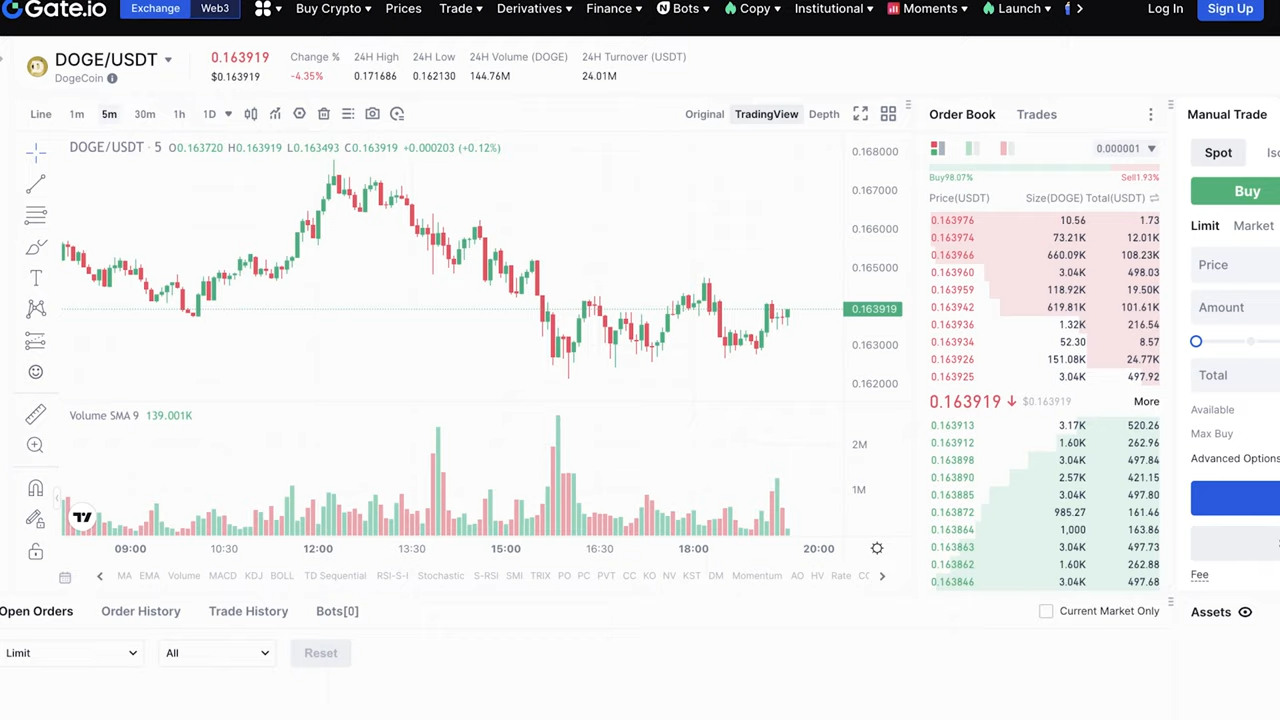 Gate.io Exchange Web3 Buy Crypto Prices Trade Derivatives Finance Bots Copy Institutional Moments Launch Log In Sign Up
DOGE/USDT 0.163919 Change % 24H High 24H Low 24H Volume (DOGE) 24H Turnover (USDT)
DogeCoin $0.163919 -4.35% 0.171686 0.162130 144.76M 24.01M
Line 1m 5m 30m 1h 1D Original TradingView Depth
DOGE/USDT · 5 O0.163720 H0.163919 L0.163493 C0.163919 +0.000203 (+0.12%)
0.168000
0.167000
0.166000
0.165000
0.163919
0.163000
0.162000
Volume SMA 9 139.001K
2M
1M
09:00 10:30 12:00 13:30 15:00 16:30 18:00 20:00
MA EMA Volume MACD KDJ BOLL TD Sequential RSI-S-I Stochastic S-RSI SMI TRIX PO PC PVT CC KO NV KST DM Momentum AO HV Rate
Order Book Trades
0.000001
Buy98.07% Sell1.93%
Price(USDT) Size(DOGE) Total(USDT)
0.163976 10.56 1.73
0.163974 73.21K 12.01K
0.163966 660.09K 108.23K
0.163960 3.04K 498.03
0.163959 118.92K 19.50K
0.163942 619.81K 101.61K
0.163936 1.32K 216.54
0.163934 52.30 8.57
0.163926 151.08K 24.77K
0.163925 3.04K 497.92
0.163919 $0.163919 More
0.163913 3.17K 520.26
0.163912 1.60K 262.96
0.163898 3.04K 497.84
0.163890 2.57K 421.15
0.163885 3.04K 497.80
0.163872 985.27 161.46
0.163864 1,000 163.86
0.163863 3.04K 497.73
0.163862 1.60K 262.88
0.163846 3.04K 497.68
Manual Trade
Spot
Buy
Limit Market
Price
Amount
Total
Available
Max Buy
Advanced Options
Fee
Open Orders Order History Trade History Bots[0] Current Market Only
Assets
Limit All Reset